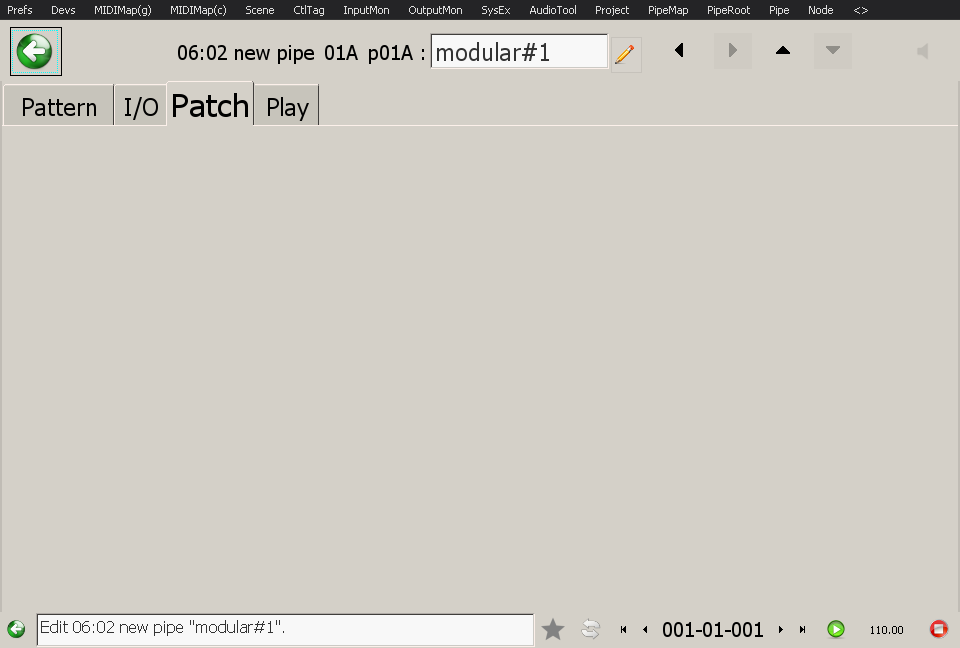 Prefs Devs MIDIMap(g) MIDIMap(c) Scene CtlTag InputMon OutputMon SysEx AudioTool Project PipeMap PipeRoot Pipe Node <>
06:02 new pipe 01A p01A : modular#1
Pattern I/O Patch Play
Edit 06:02 new pipe "modular#1". 001-01-001 110.00